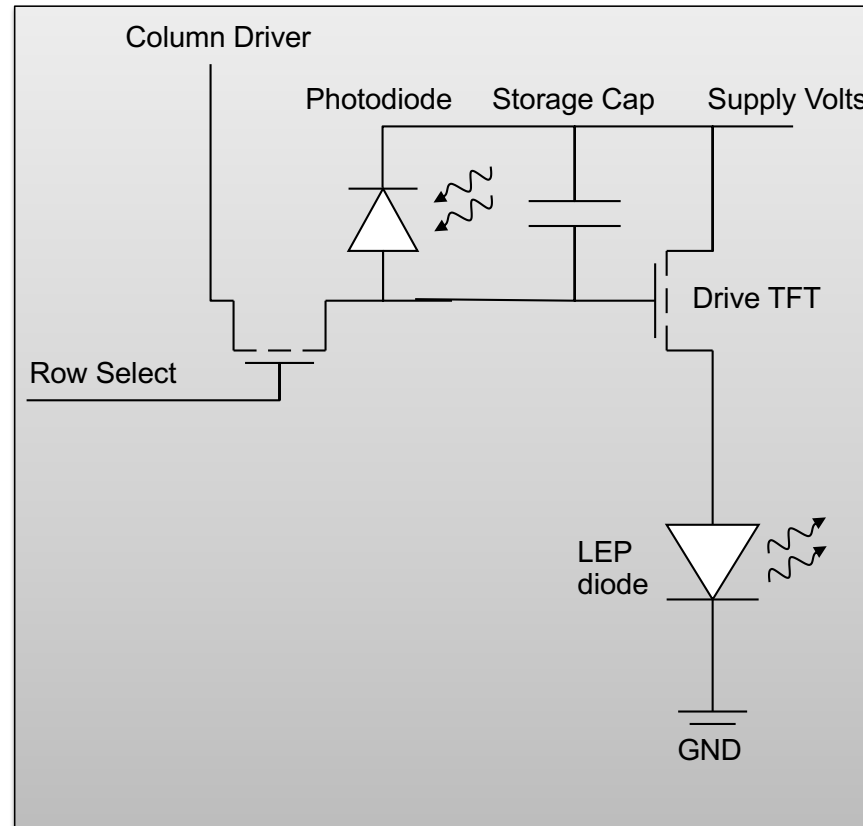 Column Driver
Photodiode
Storage Cap
Supply Volts
Drive TFT
Row Select
LEP
diode
GND